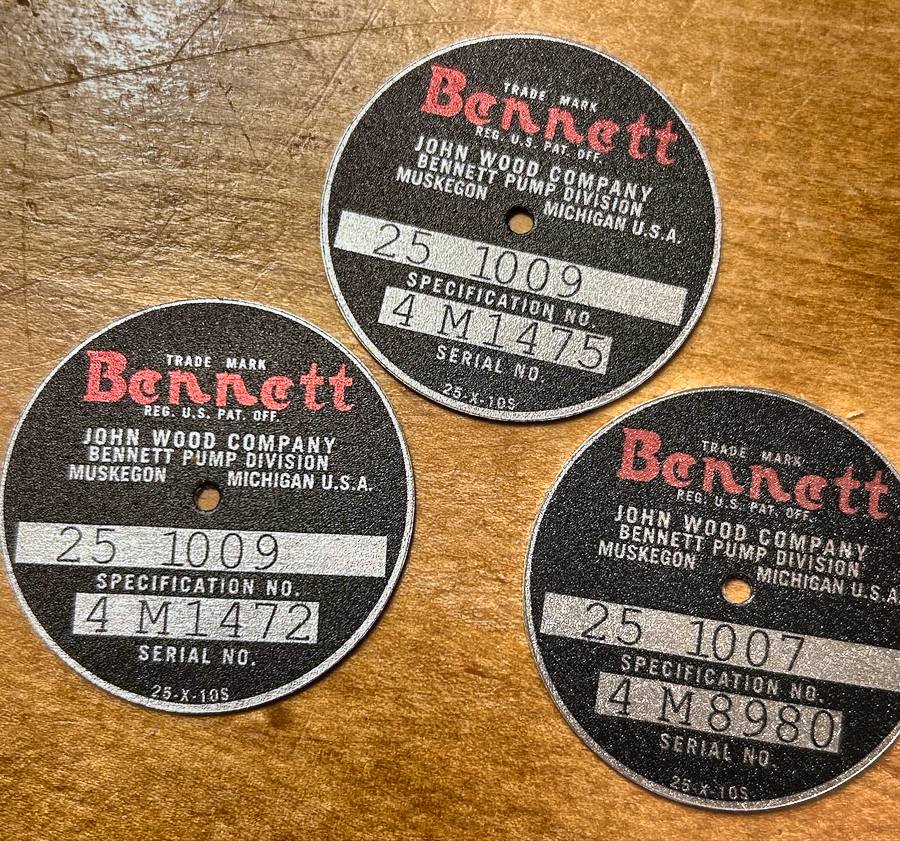 TRADE MARK
Bennett
REG. U.S. PAT. OFF.
JOHN WOOD COMPANY
BENNETT PUMP DIVISION
MUSKEGON MICHIGAN U.S.A.
25 1009
SPECIFICATION NO.
4 M1475
SERIAL NO.
25-X-10S
TRADE MARK
Bennett
REG. U.S. PAT. OFF.
JOHN WOOD COMPANY
BENNETT PUMP DIVISION
MUSKEGON MICHIGAN U.S.A.
25 1009
SPECIFICATION NO.
4 M1472
SERIAL NO.
25-X-10S
TRADE MARK
Bennett
REG. U.S. PAT. OFF.
JOHN WOOD COMPANY
BENNETT PUMP DIVISION
MUSKEGON MICHIGAN U.S.A.
25 1007
SPECIFICATION NO.
4 M8980
SERIAL NO.
25-X-10S